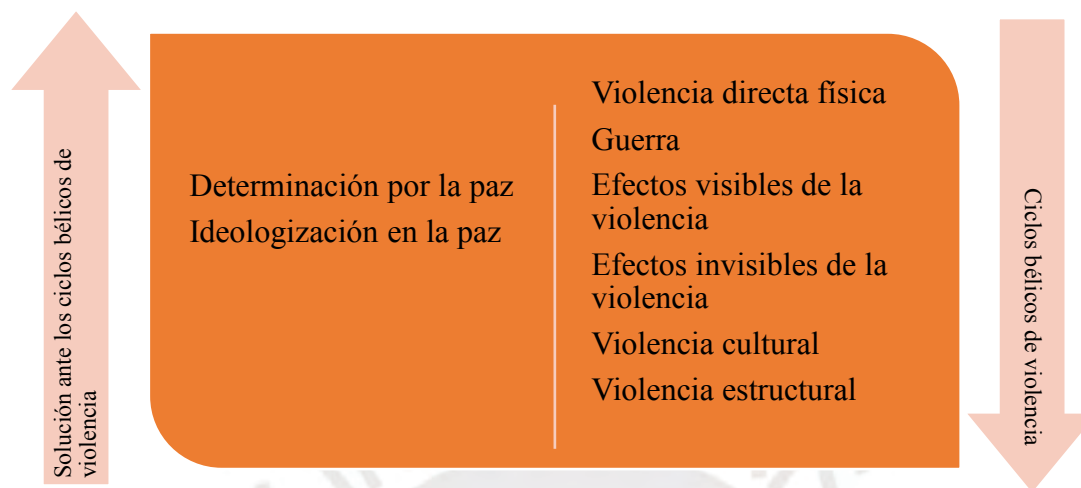 Solución ante los ciclos bélicos de
violencia
Determinación por la paz
Ideologización en la paz
Violencia directa física
Guerra
Efectos visibles de la
violencia
Efectos invisibles de la
violencia
Violencia cultural
Violencia estructural
Ciclos bélicos de violencia